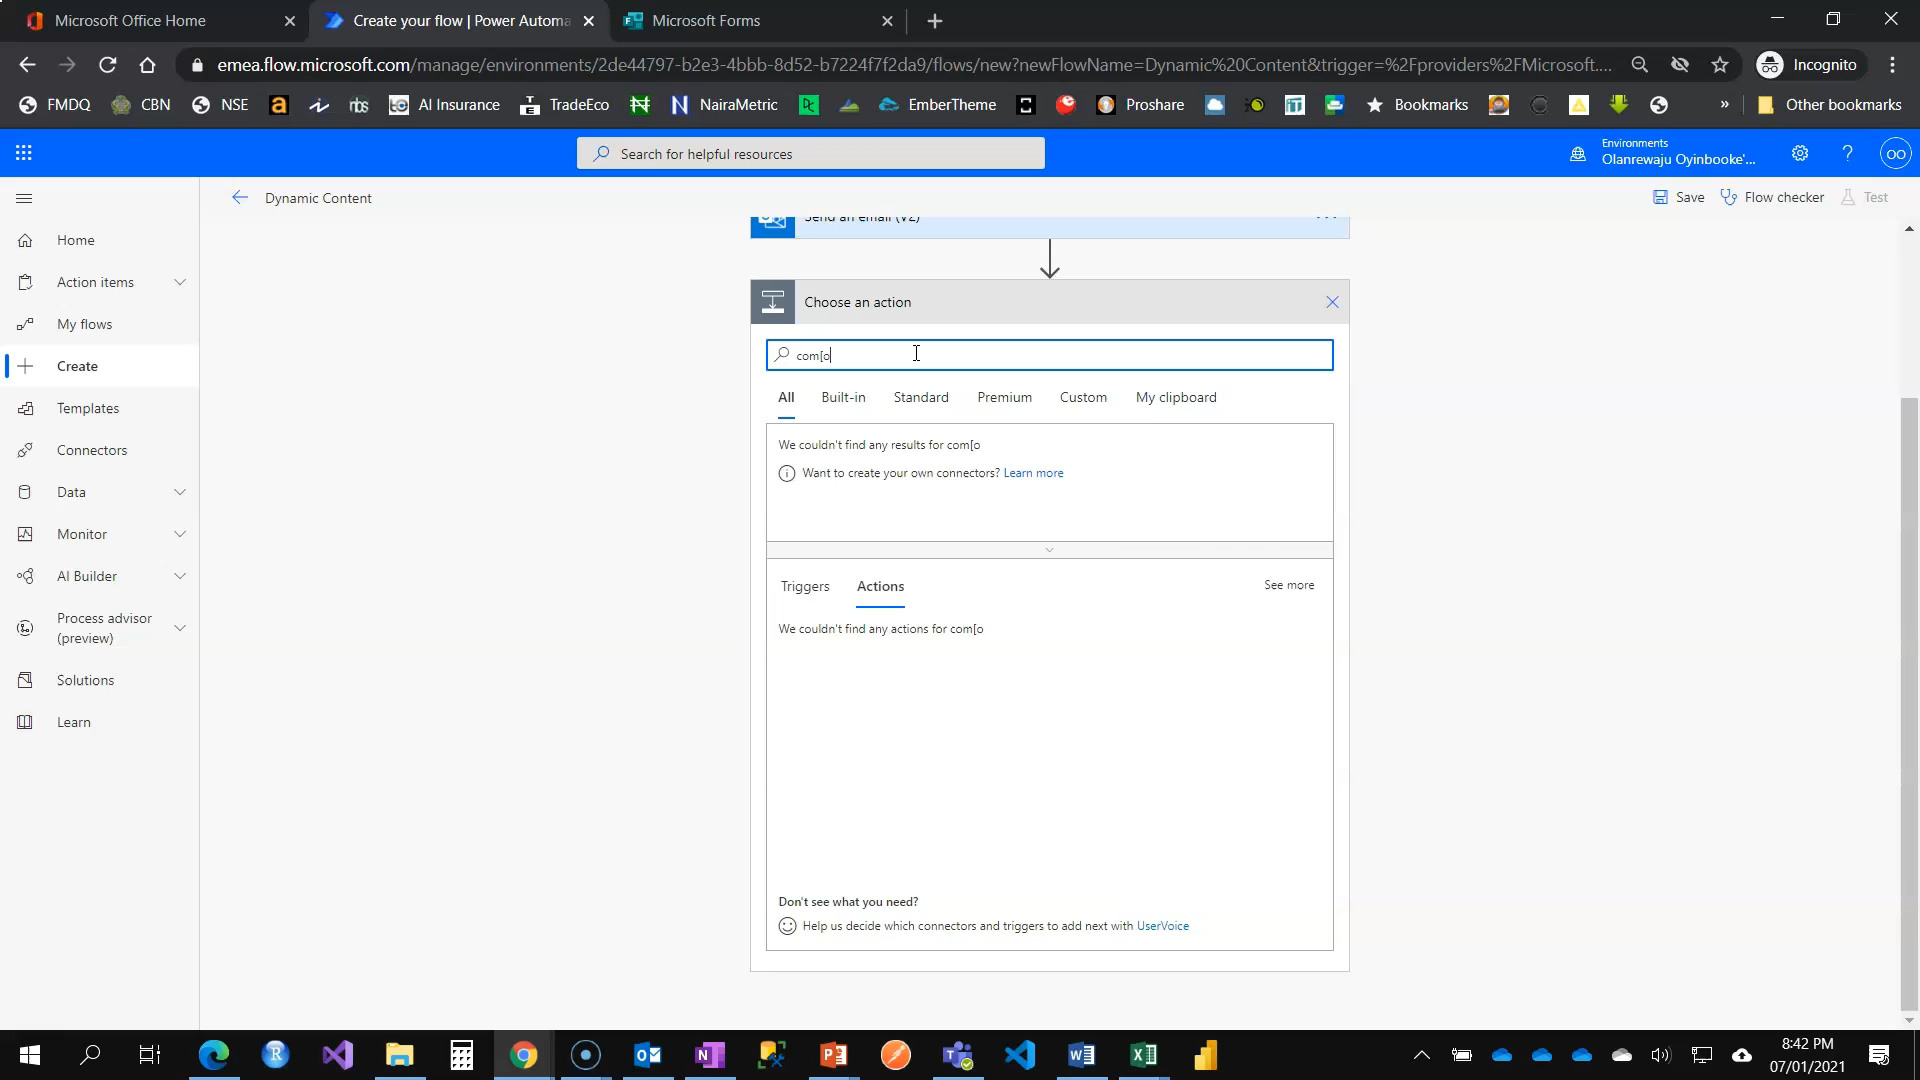 Microsoft Office Home
Create your flow | Power Automa
Microsoft Forms
emea.flow.microsoft.com/manage/environments/2de44797-b2e3-4bbb-8d52-b7224f7f2da9/flows/new?newFlowName=Dynamic%20Content&trigger=%2Fproviders%2FMicrosoft....
Incognito
FMDQ
CBN
NSE
AI Insurance
TradeEco
NairaMetric
EmberTheme
Proshare
Bookmarks
»
Other bookmarks
Search for helpful resources
Environments
Olanrewaju Oyinbooke'...
?
OO
Dynamic Content
Save
Flow checker
Test
Home
Action items
My flows
Create
Templates
Connectors
Data
Monitor
AI Builder
Process advisor
(preview)
Solutions
Learn
Send an email (V2)
Choose an action
com[o
All
Built-in
Standard
Premium
Custom
My clipboard
We couldn't find any results for com[o
Want to create your own connectors? Learn more
Triggers
Actions
See more
We couldn't find any actions for com[o
Don't see what you need?
Help us decide which connectors and triggers to add next with UserVoice
8:42 PM
07/01/2021